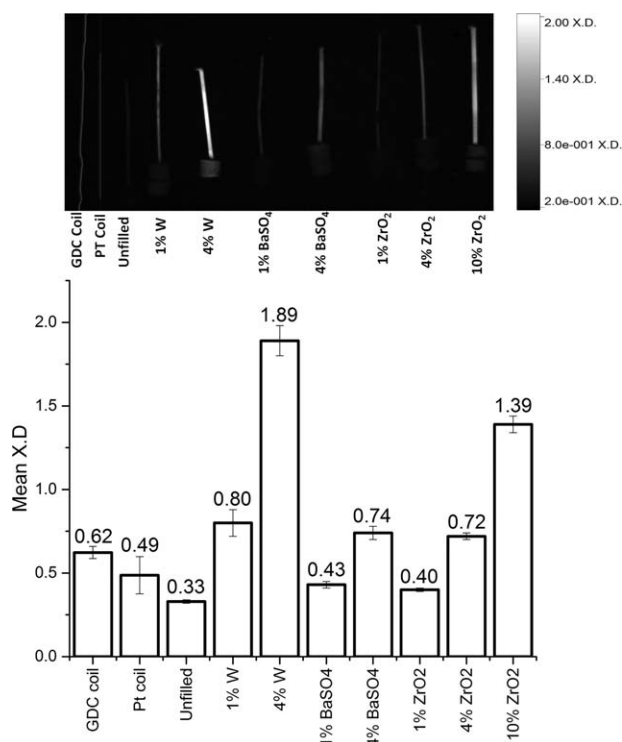 2.00 X.D.
1.40 X.D.
8.0e-001 X.D.
2.0e-001 X.D.
GDC Coil
PT Coil
Unfilled
1% W
4% W
1% BaSO₄
4% BaSO₄
1% ZrO₂
4% ZrO₂
10% ZrO₂
Mean X.D
2.0
1.5
1.0
0.5
0.0
0.62
0.49
0.33
0.80
1.89
0.43
0.74
0.40
0.72
1.39
GDC coil
Pt coil
Unfilled
1% W
4% W
1% BaSO4
4% BaSO4
1% ZrO2
4% ZrO2
10% ZrO2